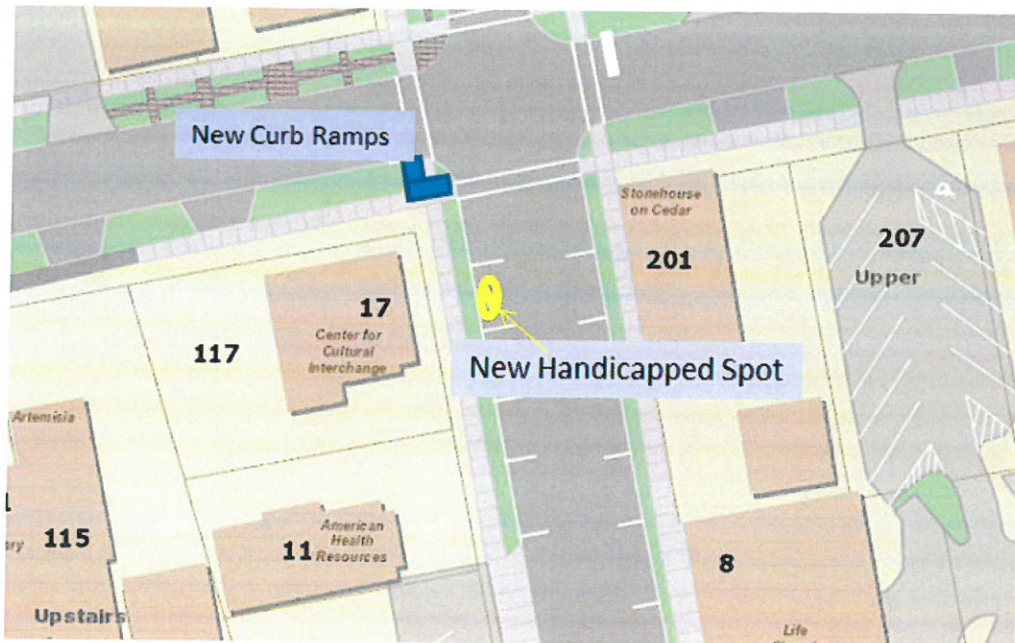 New Curb Ramps
Stonehouse
on Cedar
201
207
Upper
17
Center for
Cultural
Interchange
117
New Handicapped Spot
Artemisia
115
American
Health
Resources
11
8
Upstairs
Life